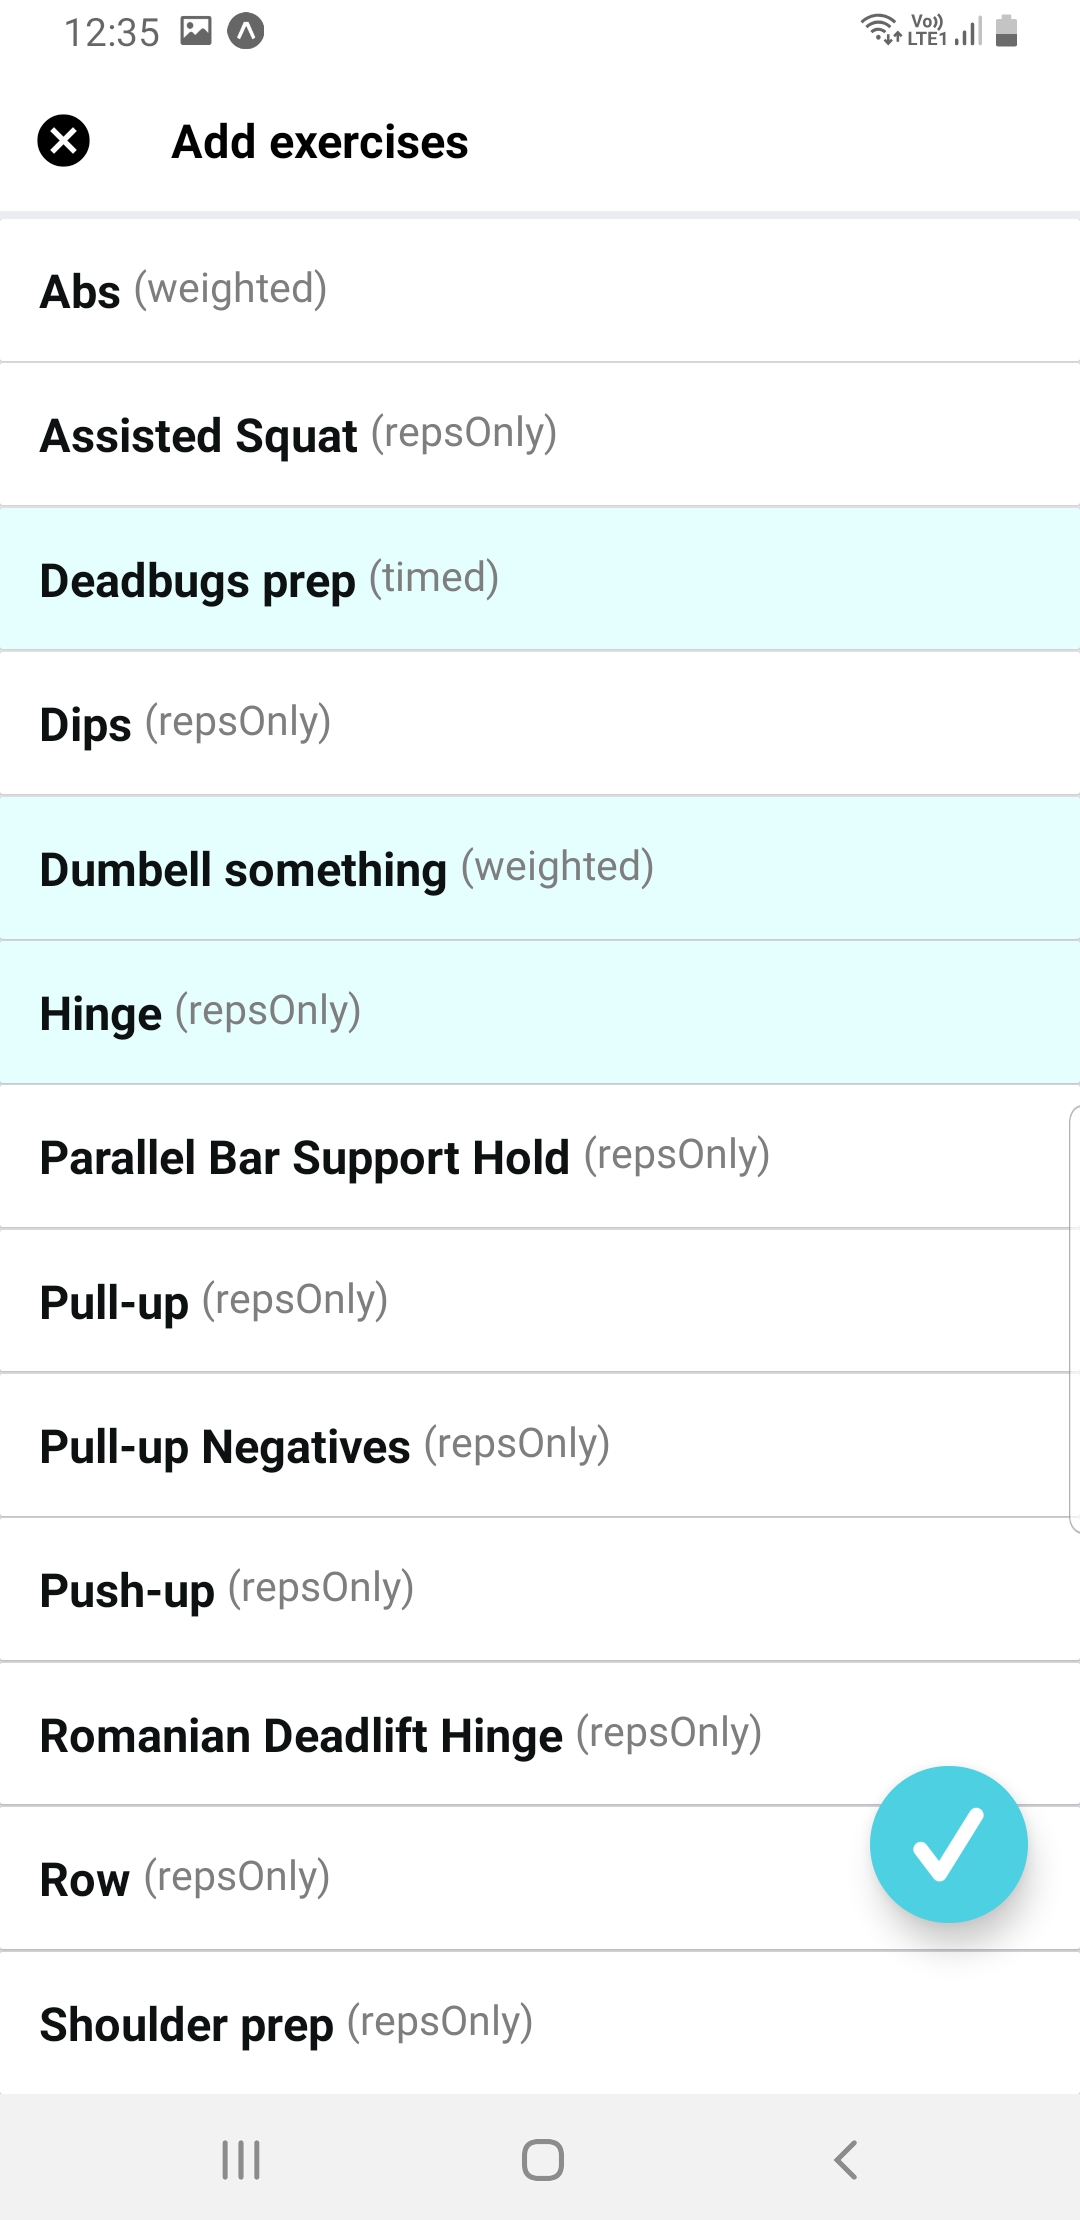 12:35 Vo)) LTE1
Add exercises
Abs (weighted)
Assisted Squat (repsOnly)
Deadbugs prep (timed)
Dips (repsOnly)
Dumbell something (weighted)
Hinge (repsOnly)
Parallel Bar Support Hold (repsOnly)
Pull-up (repsOnly)
Pull-up Negatives (repsOnly)
Push-up (repsOnly)
Romanian Deadlift Hinge (repsOnly)
Row (repsOnly)
Shoulder prep (repsOnly)